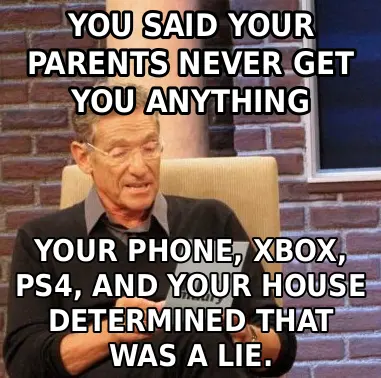 YOU SAID YOUR
PARENTS NEVER GET
YOU ANYTHING
YOUR PHONE, XBOX,
PS4, AND YOUR HOUSE
DETERMINED THAT
WAS A LIE.